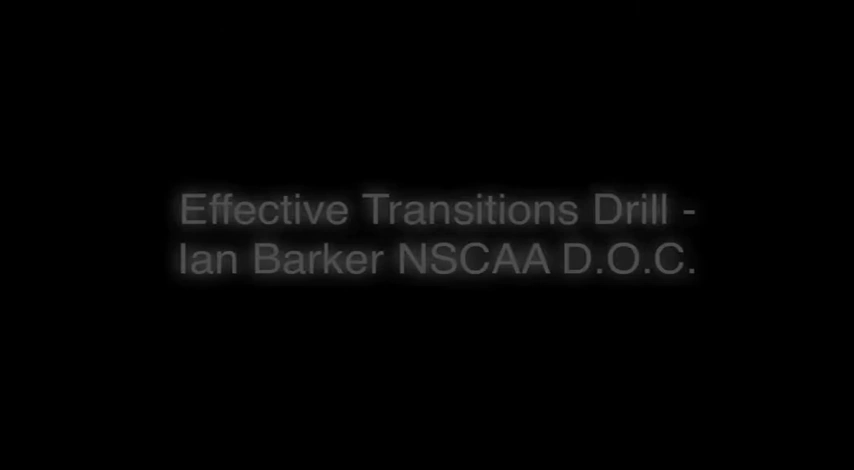 Effective Transitions Drill -
Ian Barker NSCAA D.O.C.